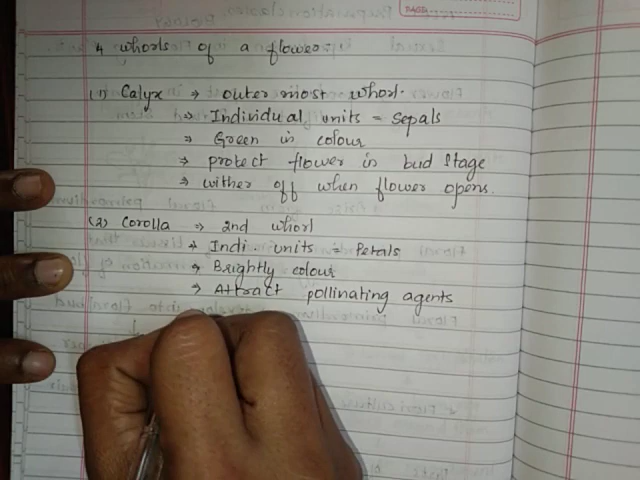 PAGE
4 whorls of a flower:
(1) Calyx → outer most whorl.
→ Individual units = sepals
→ Green in colour
→ protect flower in bud stage
→ wither off when flower opens.
(2) Corolla → 2nd whorl
→ Indi. units = Petals
→ Brightly colour
→ Attract pollinating agents